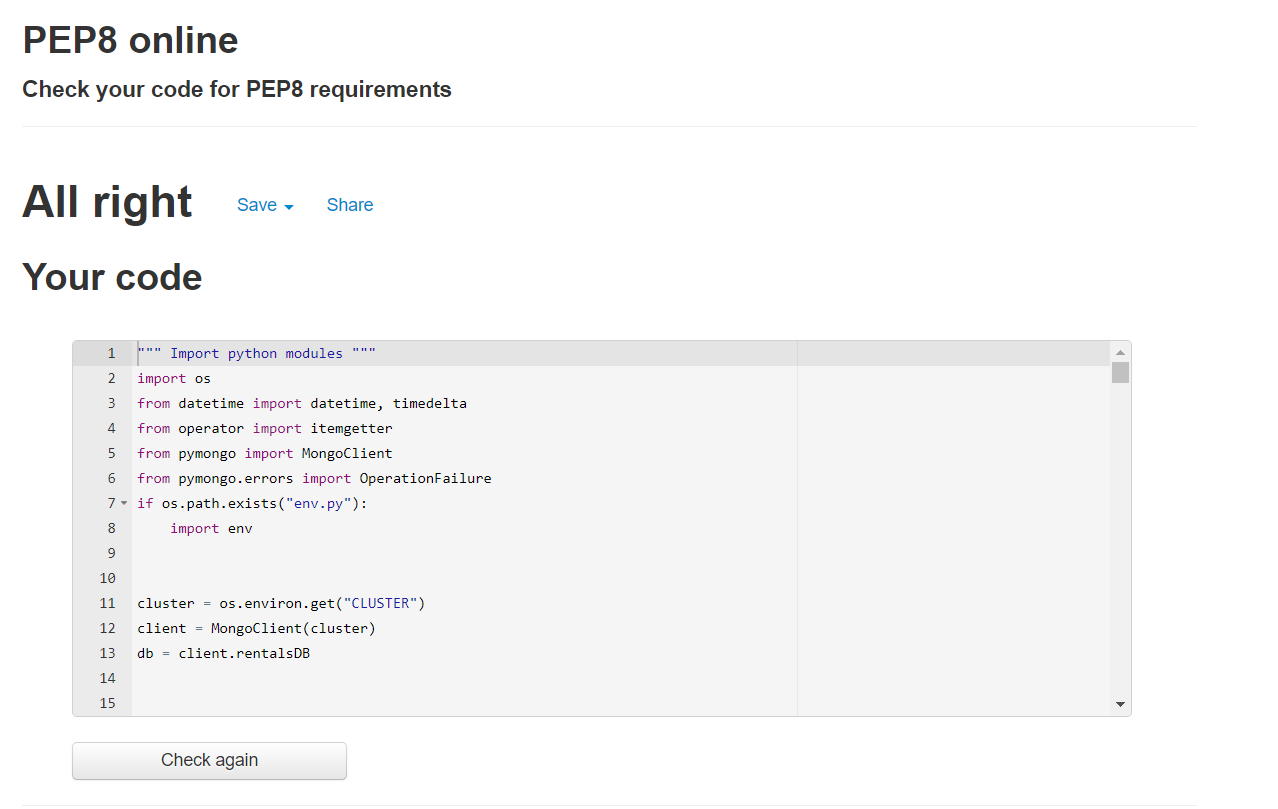 PEP8 online
Check your code for PEP8 requirements
All right Save Share
Your code
1 """ Import python modules """
2 import os
3 from datetime import datetime, timedelta
4 from operator import itemgetter
5 from pymongo import MongoClient
6 from pymongo.errors import OperationFailure
7 if os.path.exists("env.py"):
8 import env
9
10
11 cluster = os.environ.get("CLUSTER")
12 client = MongoClient(cluster)
13 db = client.rentalsDB
14
15
Check again